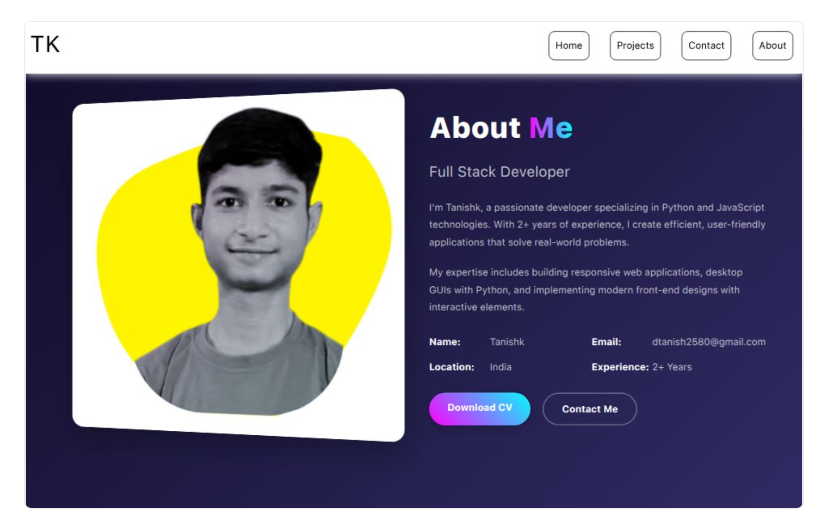 TK
Home
Projects
Contact
About
About Me
Full Stack Developer
I'm Tanishk, a passionate developer specializing in Python and JavaScript
technologies. With 2+ years of experience, I create efficient, user-friendly
applications that solve real-world problems.
My expertise includes building responsive web applications, desktop
GUIs with Python, and implementing modern front-end designs with
interactive elements.
Name: Tanishk Email: dtanish2580@gmail.com
Location: India Experience: 2+ Years
Download CV Contact Me